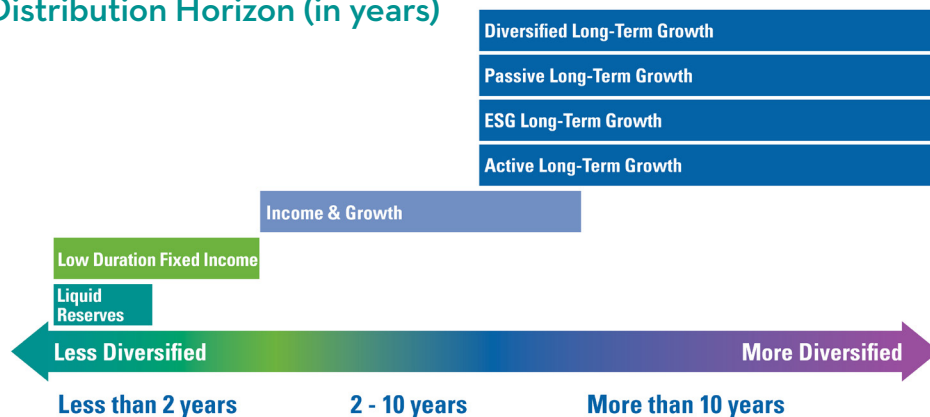 Distribution Horizon (in years)
Diversified Long-Term Growth
Passive Long-Term Growth
ESG Long-Term Growth
Active Long-Term Growth
Income & Growth
Low Duration Fixed Income
Liquid
Reserves
Less Diversified More Diversified
Less than 2 years 2 - 10 years More than 10 years